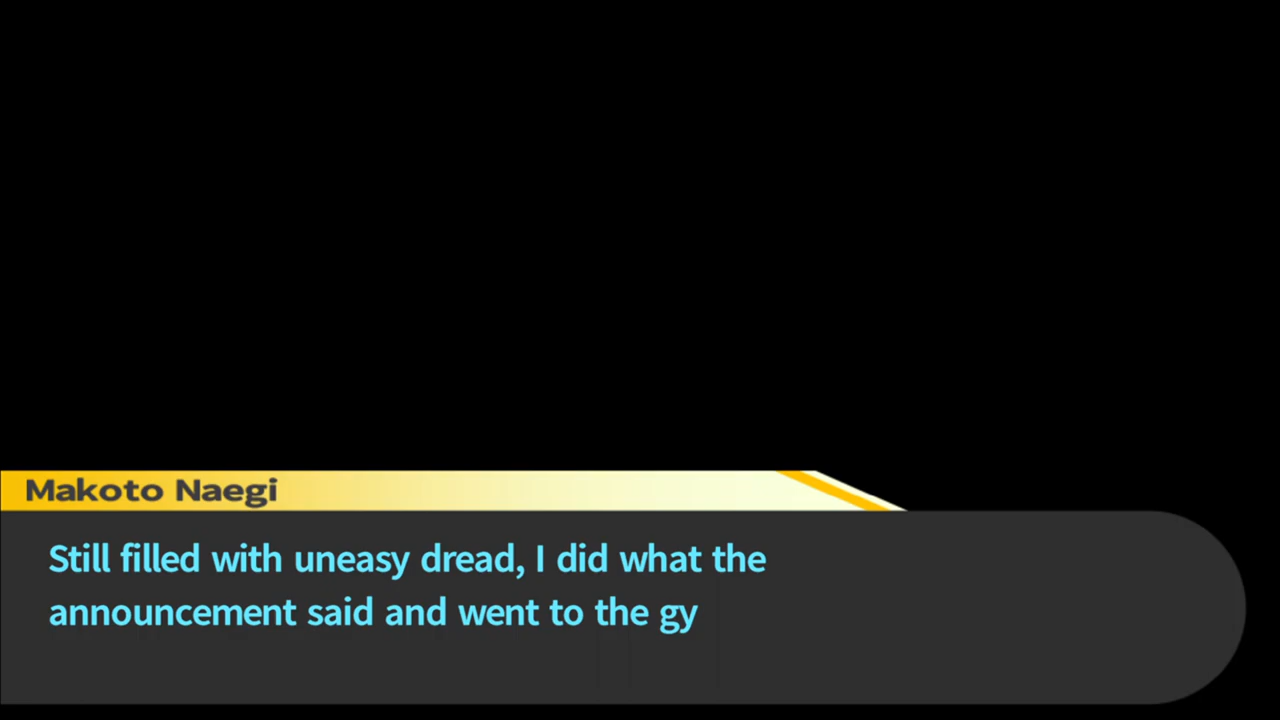 Makoto Naegi
Still filled with uneasy dread, I did what the
announcement said and went to the gy